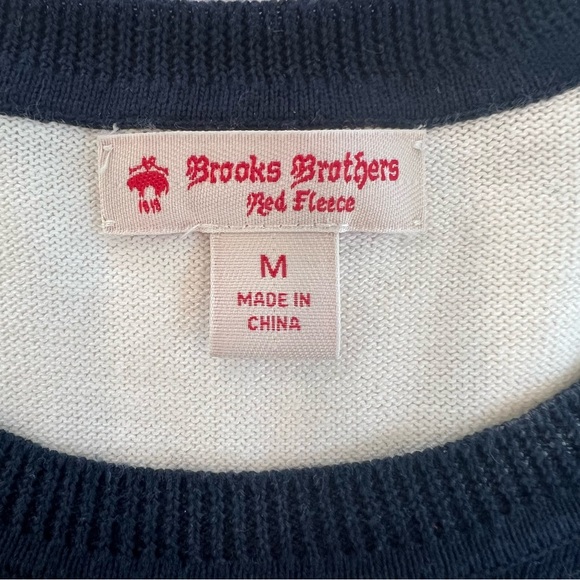 Brooks Brothers
Red Fleece
1818
M
MADE IN
CHINA